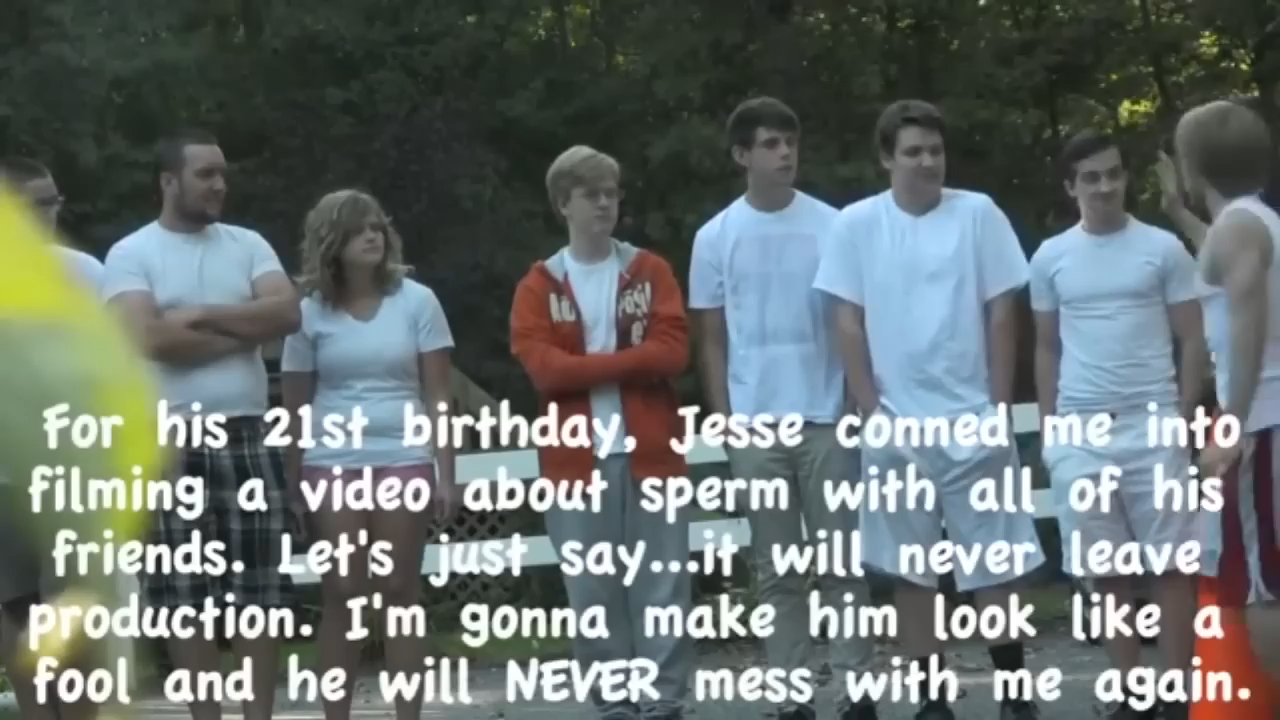 For his 21st birthday, Jesse conned me into
filming a video about sperm with all of his
friends. Let's just say...it will never leave
production. I'm gonna make him look like a
fool and he will NEVER mess with me again.